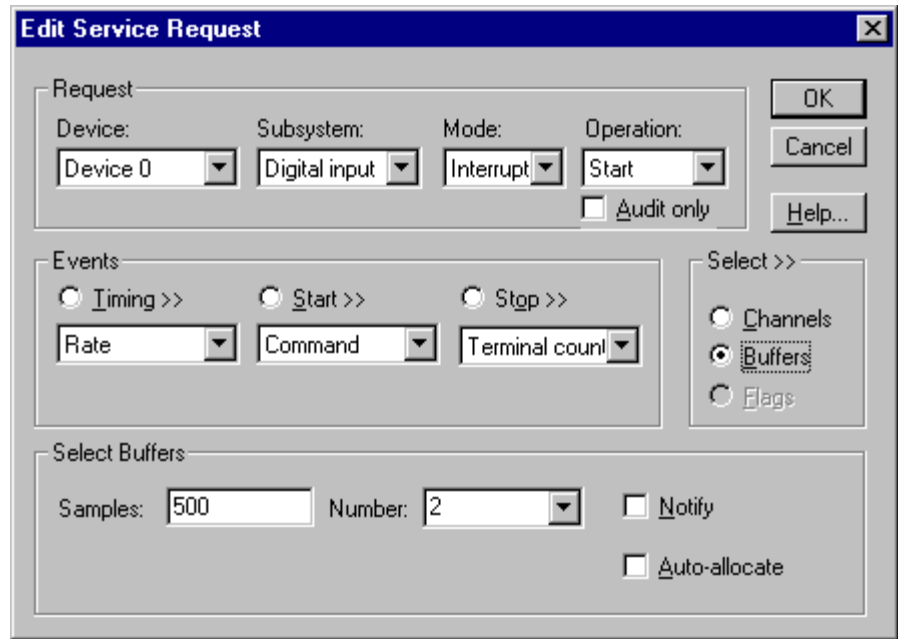 Edit Service Request
Request
OK
Device: Subsystem: Mode: Operation:
Cancel
Device 0 Digital input Interrupt Start
Audit only
Help...
Events
Select >>
Timing >> Start >> Stop >>
Channels
Rate Command Terminal count
Buffers
Flags
Select Buffers
Samples: 500 Number: 2 Notify
Auto-allocate